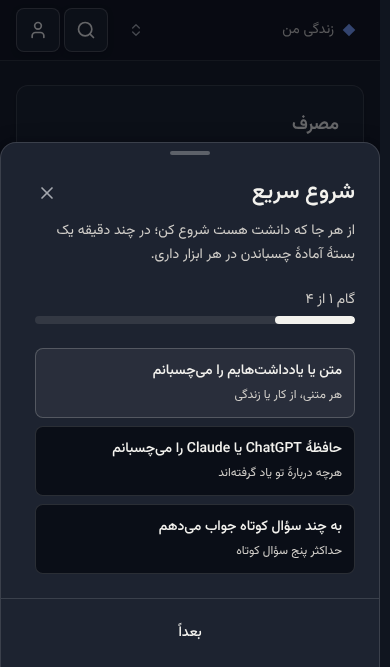 زندگی من
مصرف
شروع سریع
از هر جا که دانشت هست شروع کن؛ در چند دقیقه یک
بستهٔ آمادهٔ چسباندن در هر ابزار داری.
گام ۱ از ۴
متن یا یادداشت‌هایم را می‌چسبانم
هر متنی، از کار یا زندگی
حافظهٔ ChatGPT یا Claude را می‌چسبانم
هرچه دربارهٔ تو یاد گرفته‌اند
به چند سؤال کوتاه جواب می‌دهم
حداکثر پنج سؤال کوتاه
بعداً